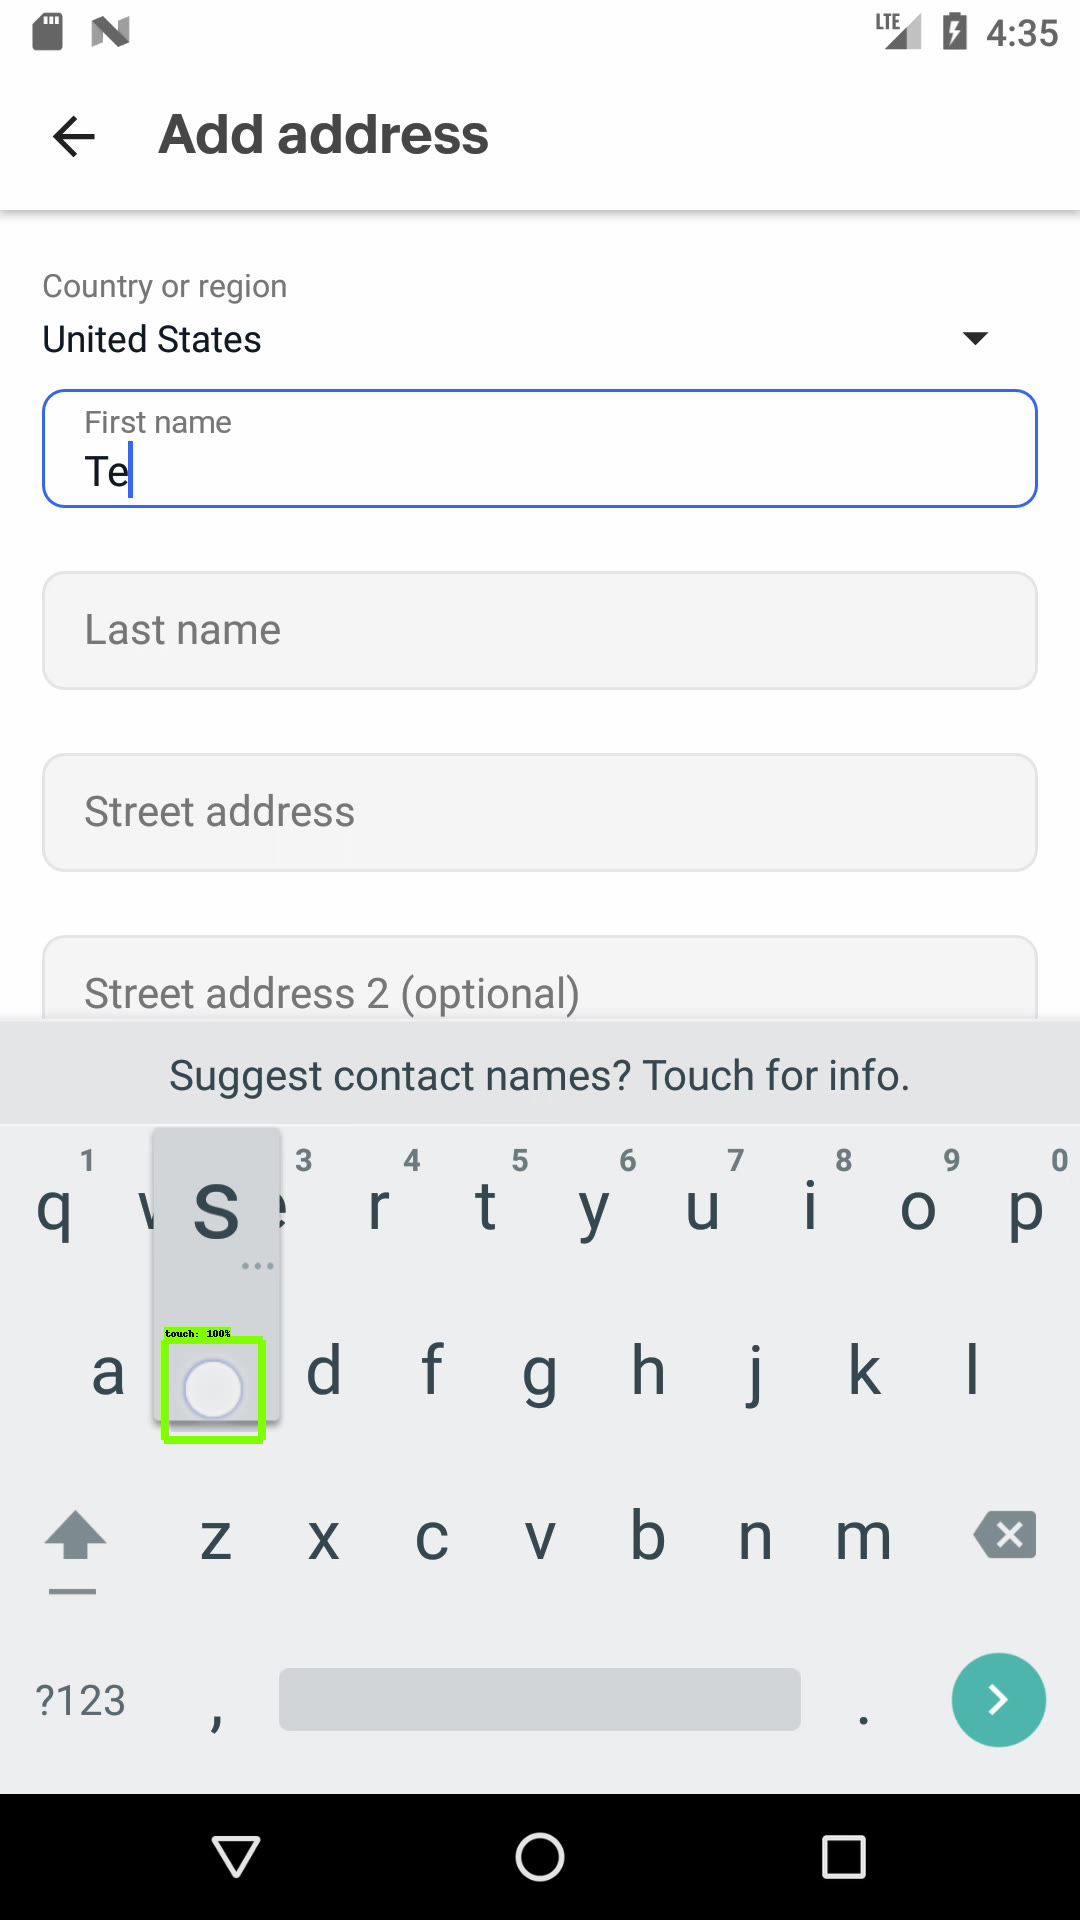 LTE 4:35
Add address
Country or region
United States
First name
Te
Last name
Street address
Street address 2 (optional)
Suggest contact names? Touch for info.
1 3 4 5 6 7 8 9 0
q s r t y u i o p
touch: 100%
a d f g h j k l
z x c v b n m
?123 , .